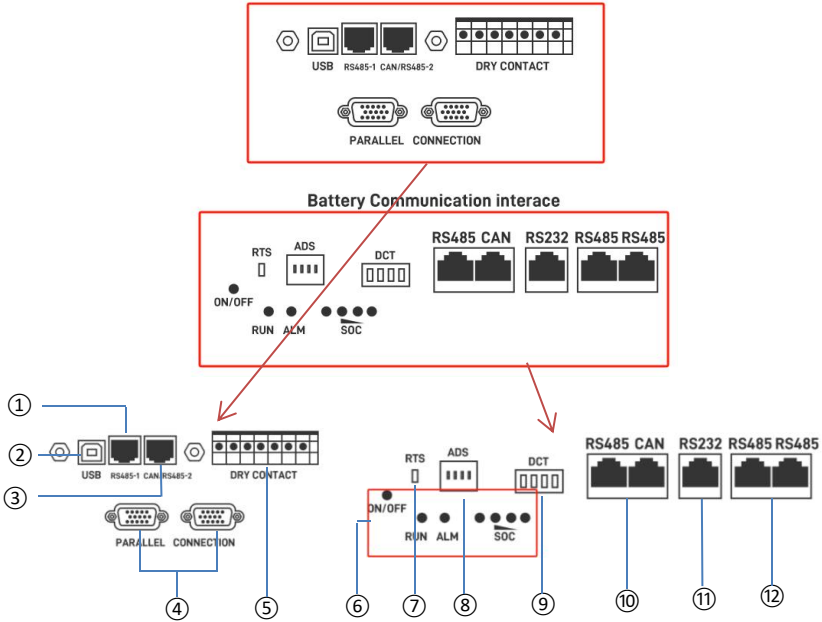 USB RS485-1 CAN/RS485-2 DRY CONTACT
PARALLEL CONNECTION
Battery Communication interace
RS485 CAN RS232 RS485 RS485
RTS ADS DCT
ON/OFF
RUN ALM SOC
①
②
③
USB RS485-1 CAN/RS485-2 DRY CONTACT
PARALLEL CONNECTION
④ ⑤
RS485 CAN RS232 RS485 RS485
RTS ADS DCT
ON/OFF
RUN ALM SOC
⑥ ⑦ ⑧ ⑨ ⑩ ⑪ ⑫